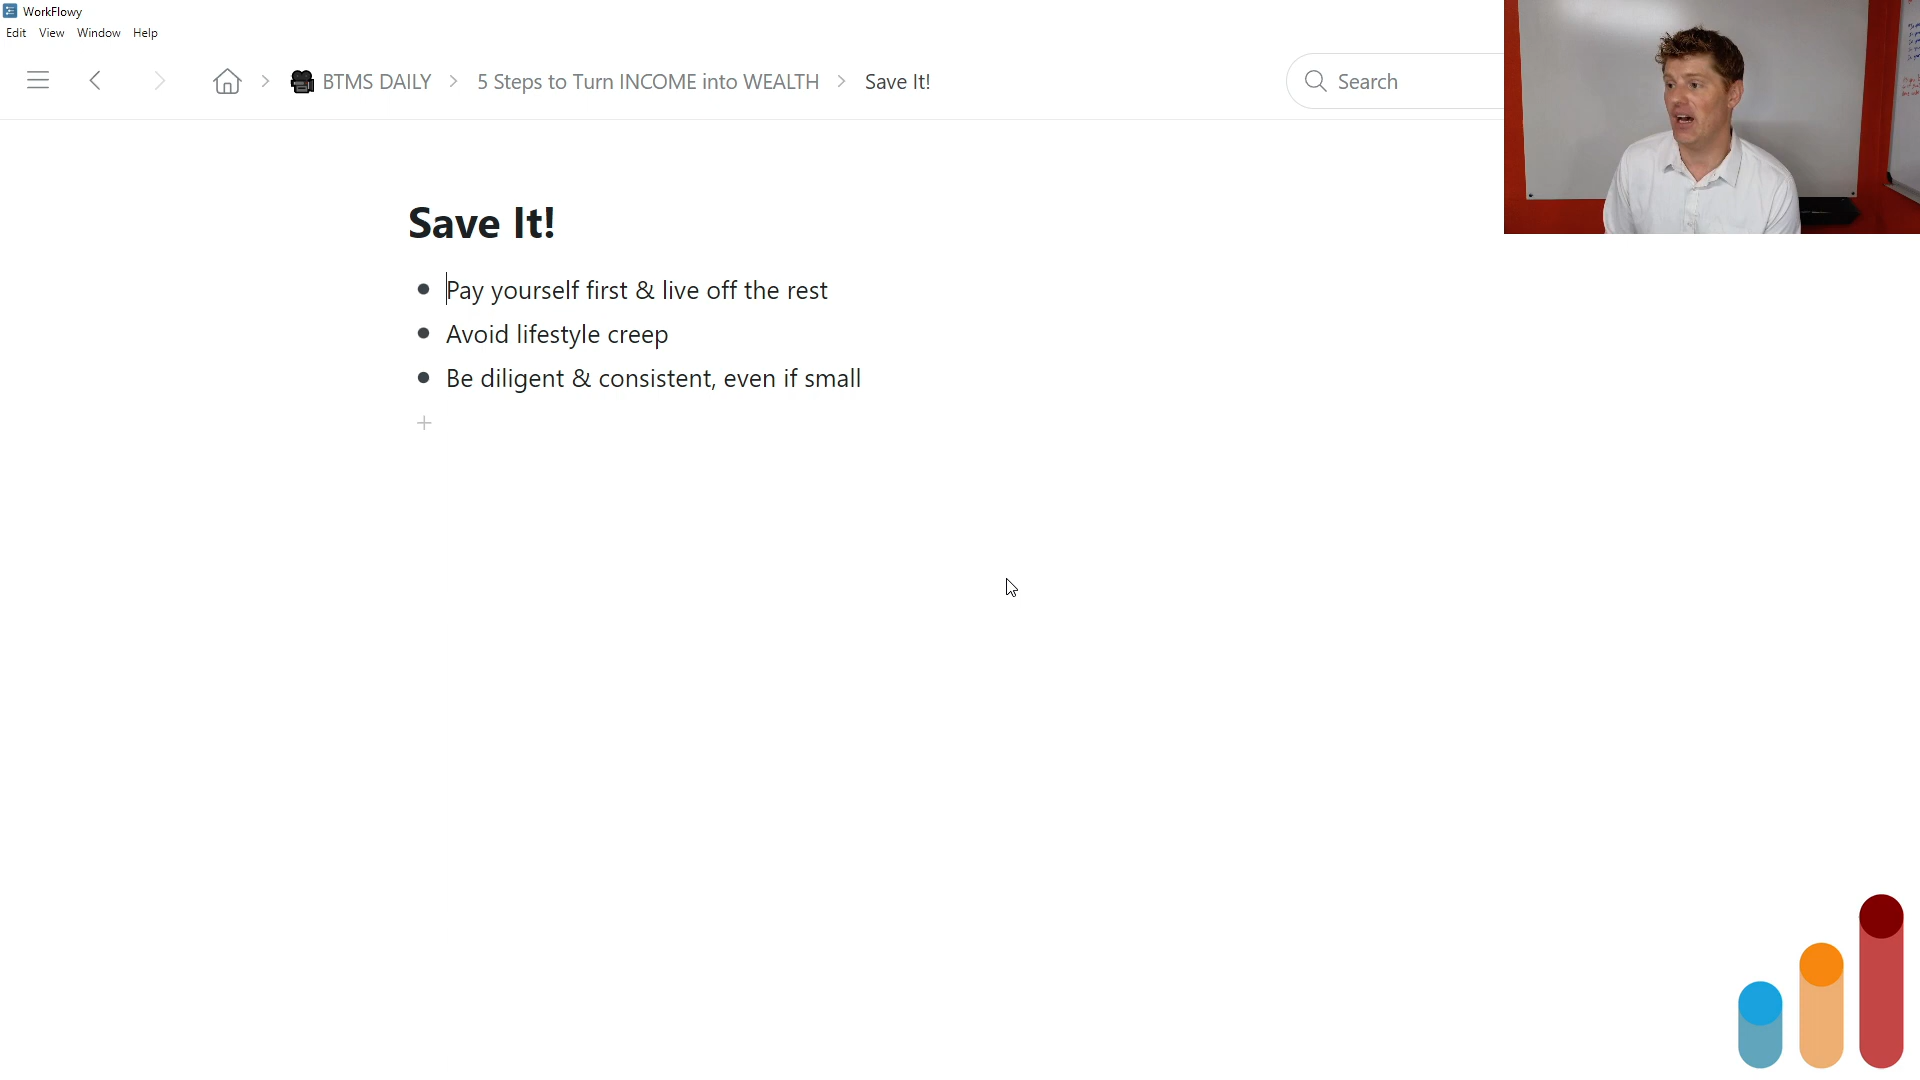 WorkFlowy
Edit View Window Help
BTMS DAILY > 5 Steps to Turn INCOME into WEALTH > Save It!
Search
Save It!
Pay yourself first & live off the rest
Avoid lifestyle creep
Be diligent & consistent, even if small